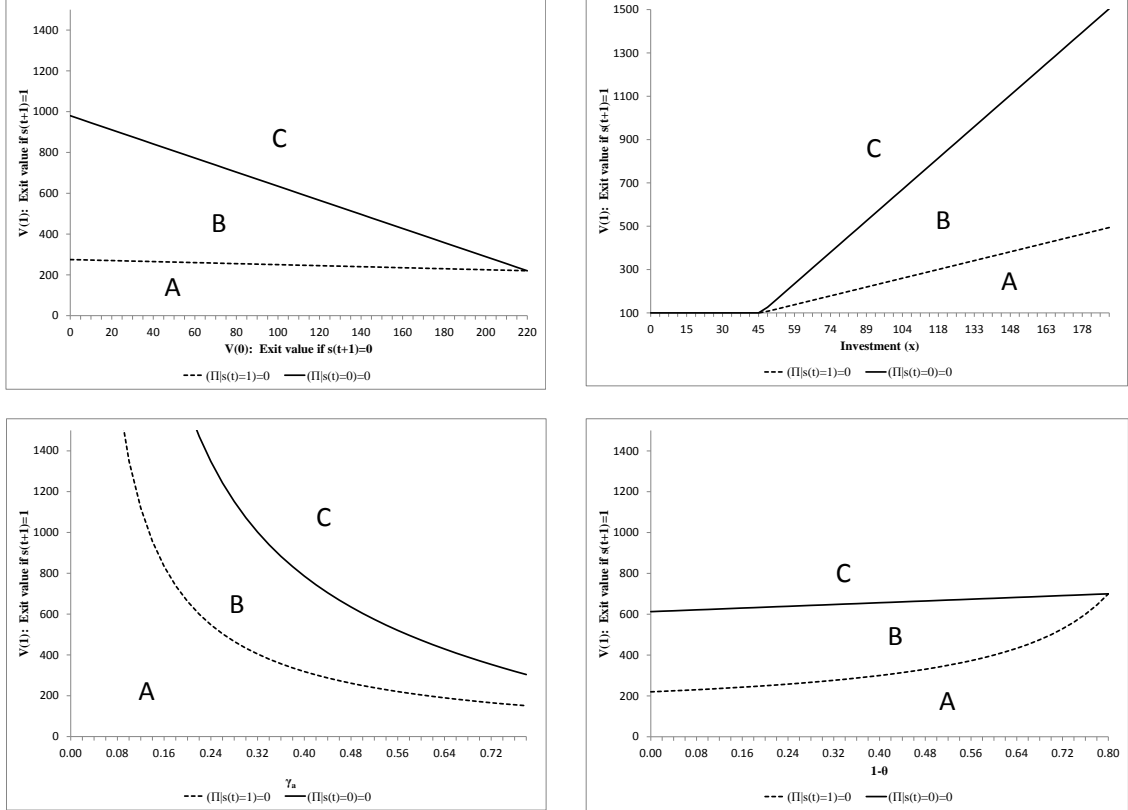 1400
1200
1000
800
600
400
200
0
V(1): Exit value if s(t+1)=1
C
B
A
0 20 40 60 80 100 120 140 160 180 200 220
V(0): Exit value if s(t+1)=0
(Π|s(t)=1)=0 (Π|s(t)=0)=0
1500
1300
1100
900
700
500
300
100
V(1): Exit value if s(t+1)=1
C
B
A
0 15 30 45 59 74 89 104 118 133 148 163 178
Investment (x)
(Π|s(t)=1)=0 (Π|s(t)=0)=0
1400
1200
1000
800
600
400
200
0
V(1): Exit value if s(t+1)=1
C
B
A
0.00 0.08 0.16 0.24 0.32 0.40 0.48 0.56 0.64 0.72
γa
(Π|s(t)=1)=0 (Π|s(t)=0)=0
1400
1200
1000
800
600
400
200
0
V(1): Exit value if s(t+1)=1
C
B
A
0.00 0.08 0.16 0.24 0.32 0.40 0.48 0.56 0.64 0.72 0.80
1-θ
(Π|s(t)=1)=0 (Π|s(t)=0)=0